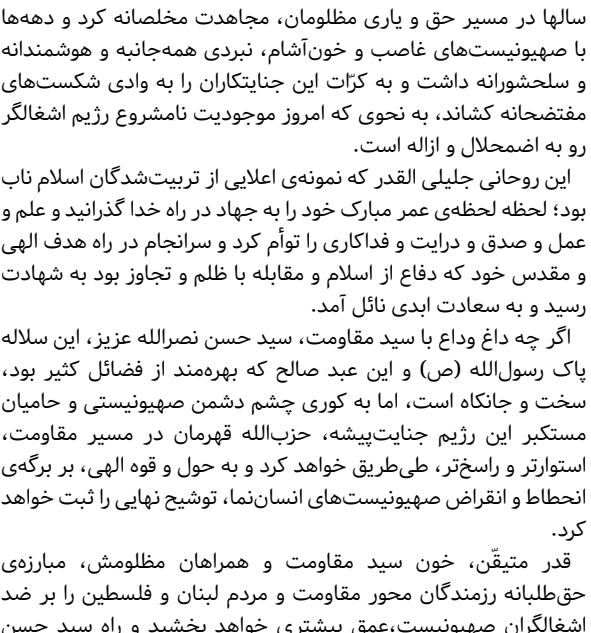 سالها در مسیر حق و یاری مظلومان، مجاهدت مخلصانه کرد و دهه‌ها
با صهیونیست‌های غاصب و خون‌آشام، نبردی همه‌جانبه و هوشمندانه
و سلحشورانه داشت و به کرّات این جنایتکاران را به وادی شکست‌های
مفتضحانه کشاند، به نحوی که امروز موجودیت نامشروع رژیم اشغالگر
رو به اضمحلال و ازاله است.
این روحانی جلیلی القدر که نمونه‌ی اعلایی از تربیت‌شدگان اسلام ناب
بود؛ لحظه لحظه‌ی عمر مبارک خود را به جهاد در راه خدا گذرانید و علم و
عمل و صدق و درایت و فداکاری را توأم کرد و سرانجام در راه هدف الهی
و مقدس خود که دفاع از اسلام و مقابله با ظلم و تجاوز بود به شهادت
رسید و به سعادت ابدی نائل آمد.
اگر چه داغ وداع با سید مقاومت، سید حسن نصرالله عزیز، این سلاله
پاک رسول‌الله (ص) و این عبد صالح که بهره‌مند از فضائل کثیر بود،
سخت و جانکاه است، اما به کوری چشم دشمن صهیونیستی و حامیان
مستکبر این رژیم جنایت‌پیشه، حزب‌الله قهرمان در مسیر مقاومت،
استوارتر و راسخ‌تر، طی‌طریق خواهد کرد و به حول و قوه الهی، بر برگه‌ی
انحطاط و انقراض صهیونیست‌های انسان‌نما، توشیح نهایی را ثبت خواهد
کرد.
قدر متیقّن، خون سید مقاومت و همراهان مظلومش، مبارزه‌ی
حق‌طلبانه رزمندگان محور مقاومت و مردم لبنان و فلسطین را بر ضد
اشغالگران صهیونیست،عمق بیشتری خواهد بخشید و راه سید حسن